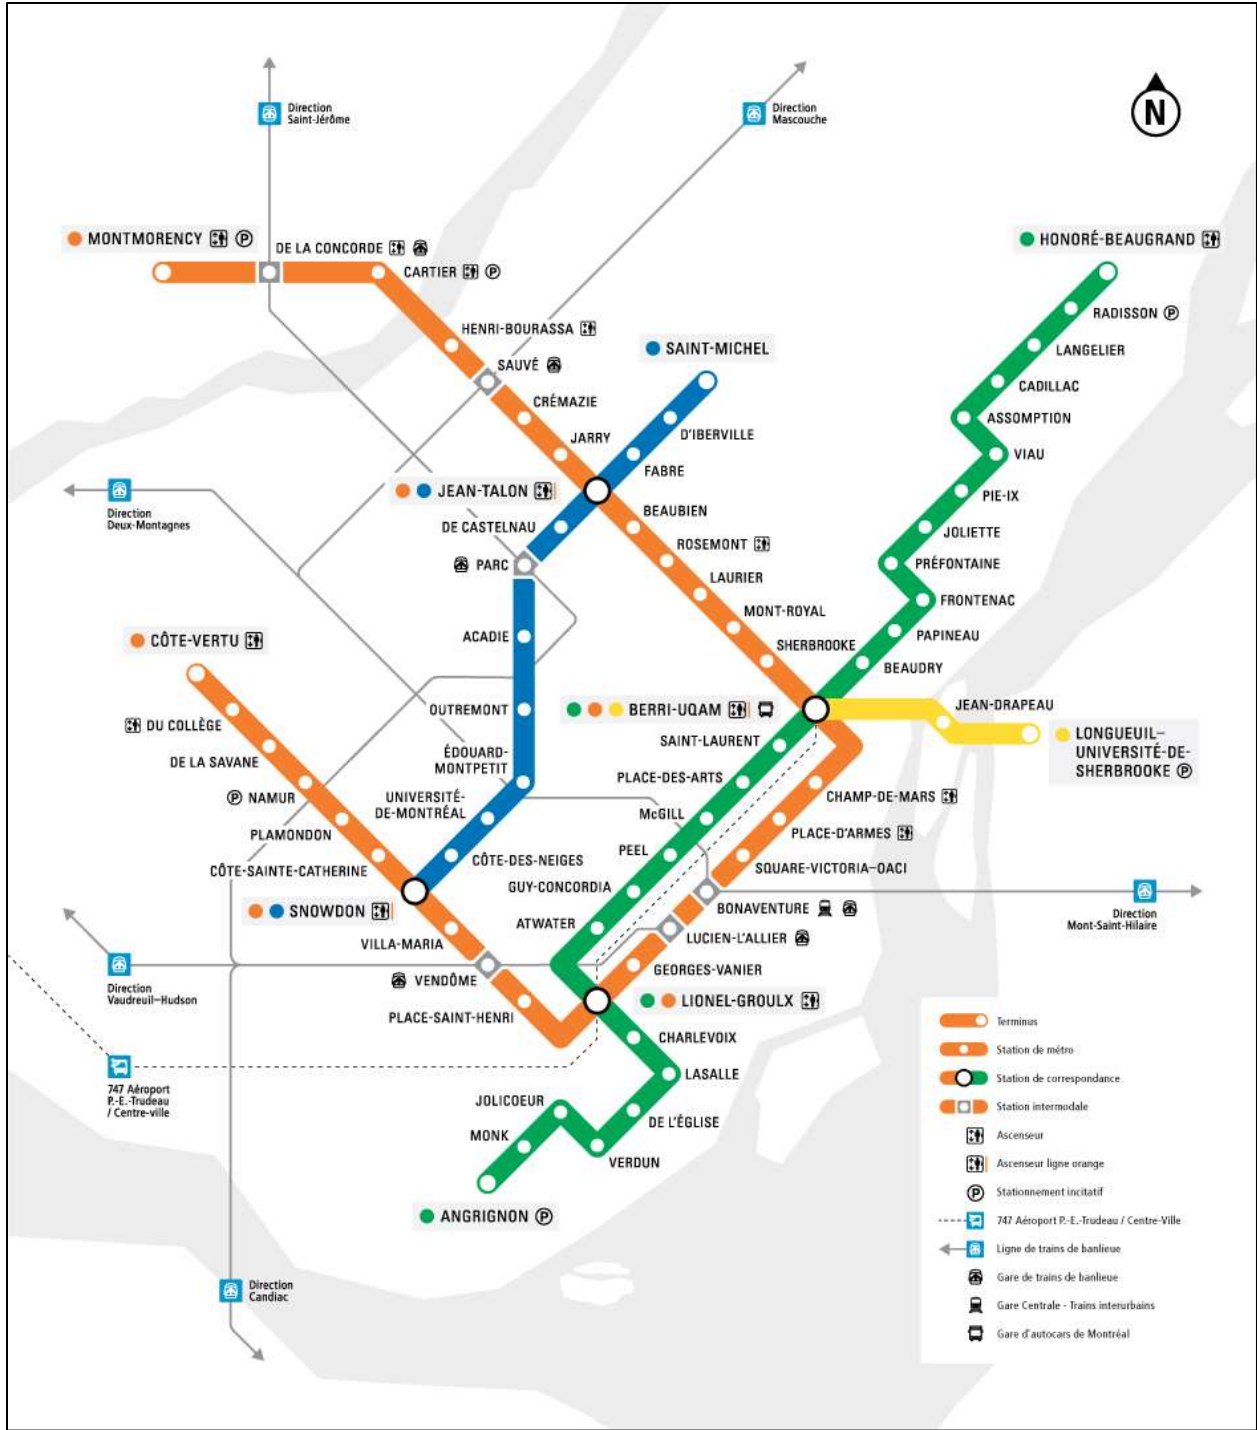 Direction
Saint-Jérôme
Direction
Mascouche
N
MONTMORENCY P
DE LA CONCORDE
CARTIER P
HONORÉ-BEAUGRAND
RADISSON P
HENRI-BOURASSA
SAUVÉ
SAINT-MICHEL
LANGELIER
CADILLAC
CRÉMAZIE
ASSOMPTION
JARRY
D'IBERVILLE
VIAU
FABRE
JEAN-TALON
PIE-IX
Direction
Deux-Montagnes
BEAUBIEN
DE CASTELNAU
JOLIETTE
ROSEMONT
PARC
PRÉFONTAINE
LAURIER
FRONTENAC
MONT-ROYAL
CÔTE-VERTU
ACADIE
PAPINEAU
SHERBROOKE
BEAUDRY
DU COLLÈGE
OUTREMONT
BERRI-UQAM
JEAN-DRAPEAU
SAINT-LAURENT
LONGUEUIL–
UNIVERSITÉ-DE-
SHERBROOKE P
DE LA SAVANE
ÉDOUARD-
MONTPETIT
PLACE-DES-ARTS
P NAMUR
UNIVERSITÉ-
DE-MONTRÉAL
CHAMP-DE-MARS
McGILL
PLAMONDON
PLACE-D'ARMES
PEEL
CÔTE-SAINTE-CATHERINE
CÔTE-DES-NEIGES
SQUARE-VICTORIA–OACI
GUY-CONCORDIA
SNOWDON
BONAVENTURE
Direction
Mont-Saint-Hilaire
ATWATER
VILLA-MARIA
LUCIEN-L'ALLIER
VENDÔME
GEORGES-VANIER
Direction
Vaudreuil–Hudson
PLACE-SAINT-HENRI
LIONEL-GROULX
CHARLEVOIX
747 Aéroport
P.-E.-Trudeau
/ Centre-ville
LASALLE
JOLICOEUR
DE L'ÉGLISE
MONK
VERDUN
ANGRIGNON P
Direction
Candiac
Terminus
Station de métro
Station de correspondance
Station intermodale
Ascenseur
Ascenseur ligne orange
P Stationnement incitatif
747 Aéroport P.-E.-Trudeau / Centre-Ville
Ligne de trains de banlieue
Gare de trains de banlieue
Gare Centrale - Trains interurbains
Gare d'autocars de Montréal